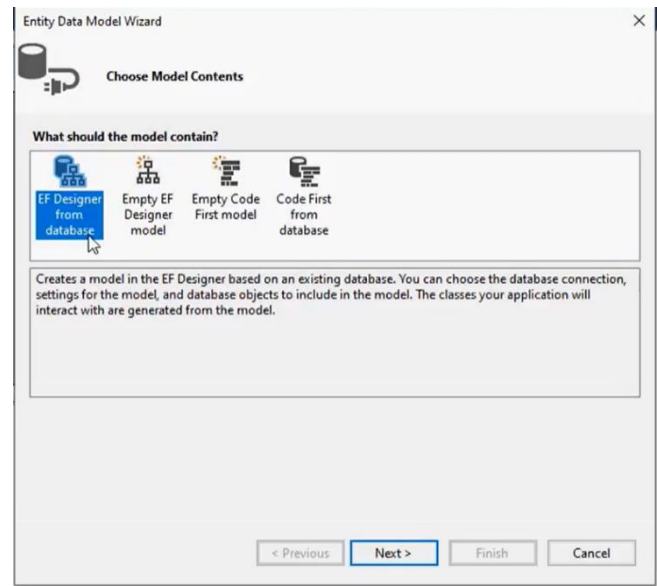 Entity Data Model Wizard
Choose Model Contents
What should the model contain?
EF Designer
from
database
Empty EF
Designer
model
Empty Code
First model
Code First
from
database
Creates a model in the EF Designer based on an existing database. You can choose the database connection,
settings for the model, and database objects to include in the model. The classes your application will
interact with are generated from the model.
< Previous
Next >
Finish
Cancel